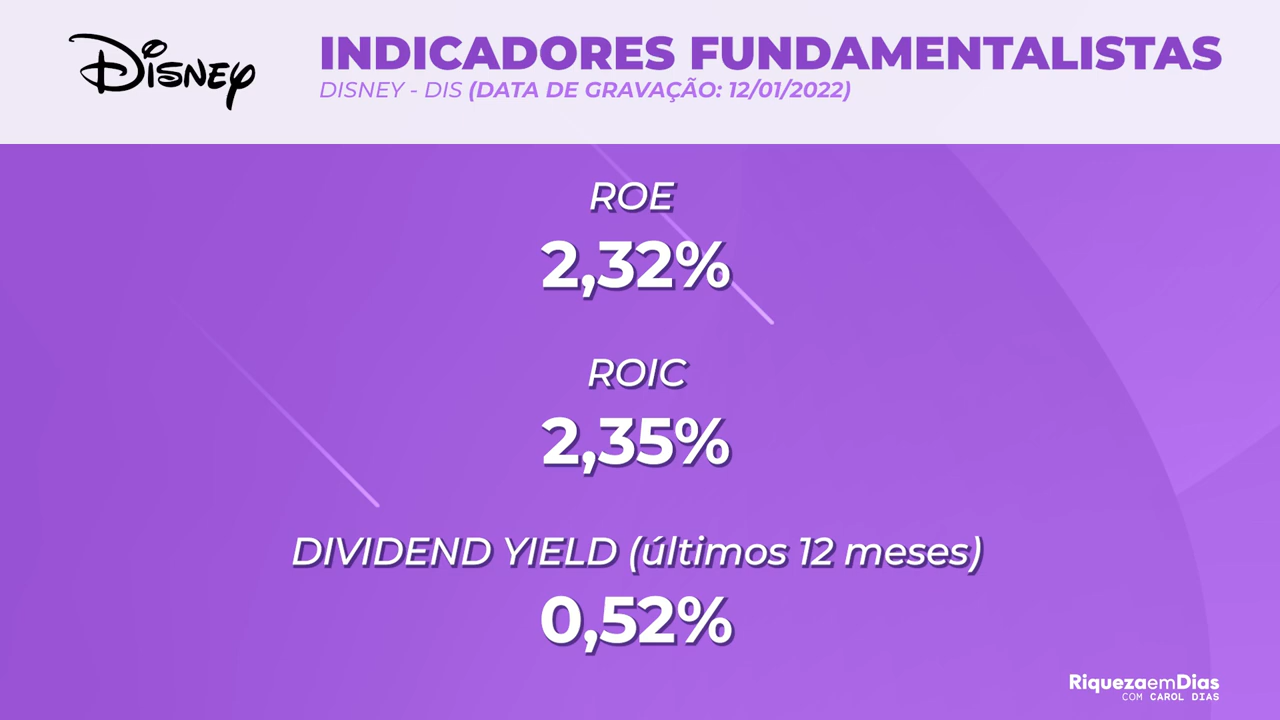 Disney
INDICADORES FUNDAMENTALISTAS
DISNEY - DIS (DATA DE GRAVAÇÃO: 12/01/2022)
ROE
2,32%
ROIC
2,35%
DIVIDEND YIELD (últimos 12 meses)
0,52%
RiquezaemDias
COM CAROL DIAS